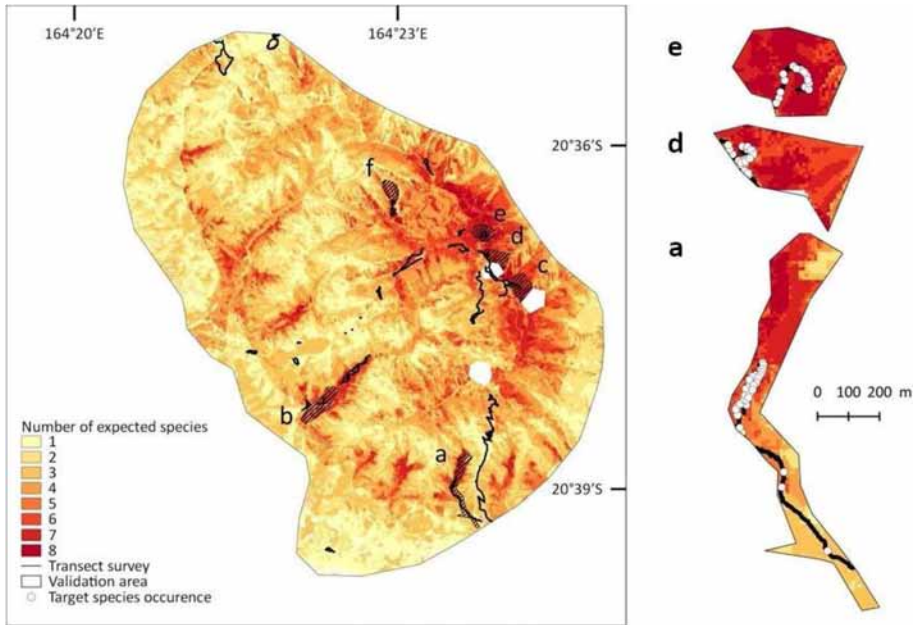 164°20'E
164°23'E
20°36'S
20°39'S
f
e
d
c
b
a
Number of expected species
1
2
3
4
5
6
7
8
Transect survey
Validation area
Target species occurence
e
d
a
0 100 200 m